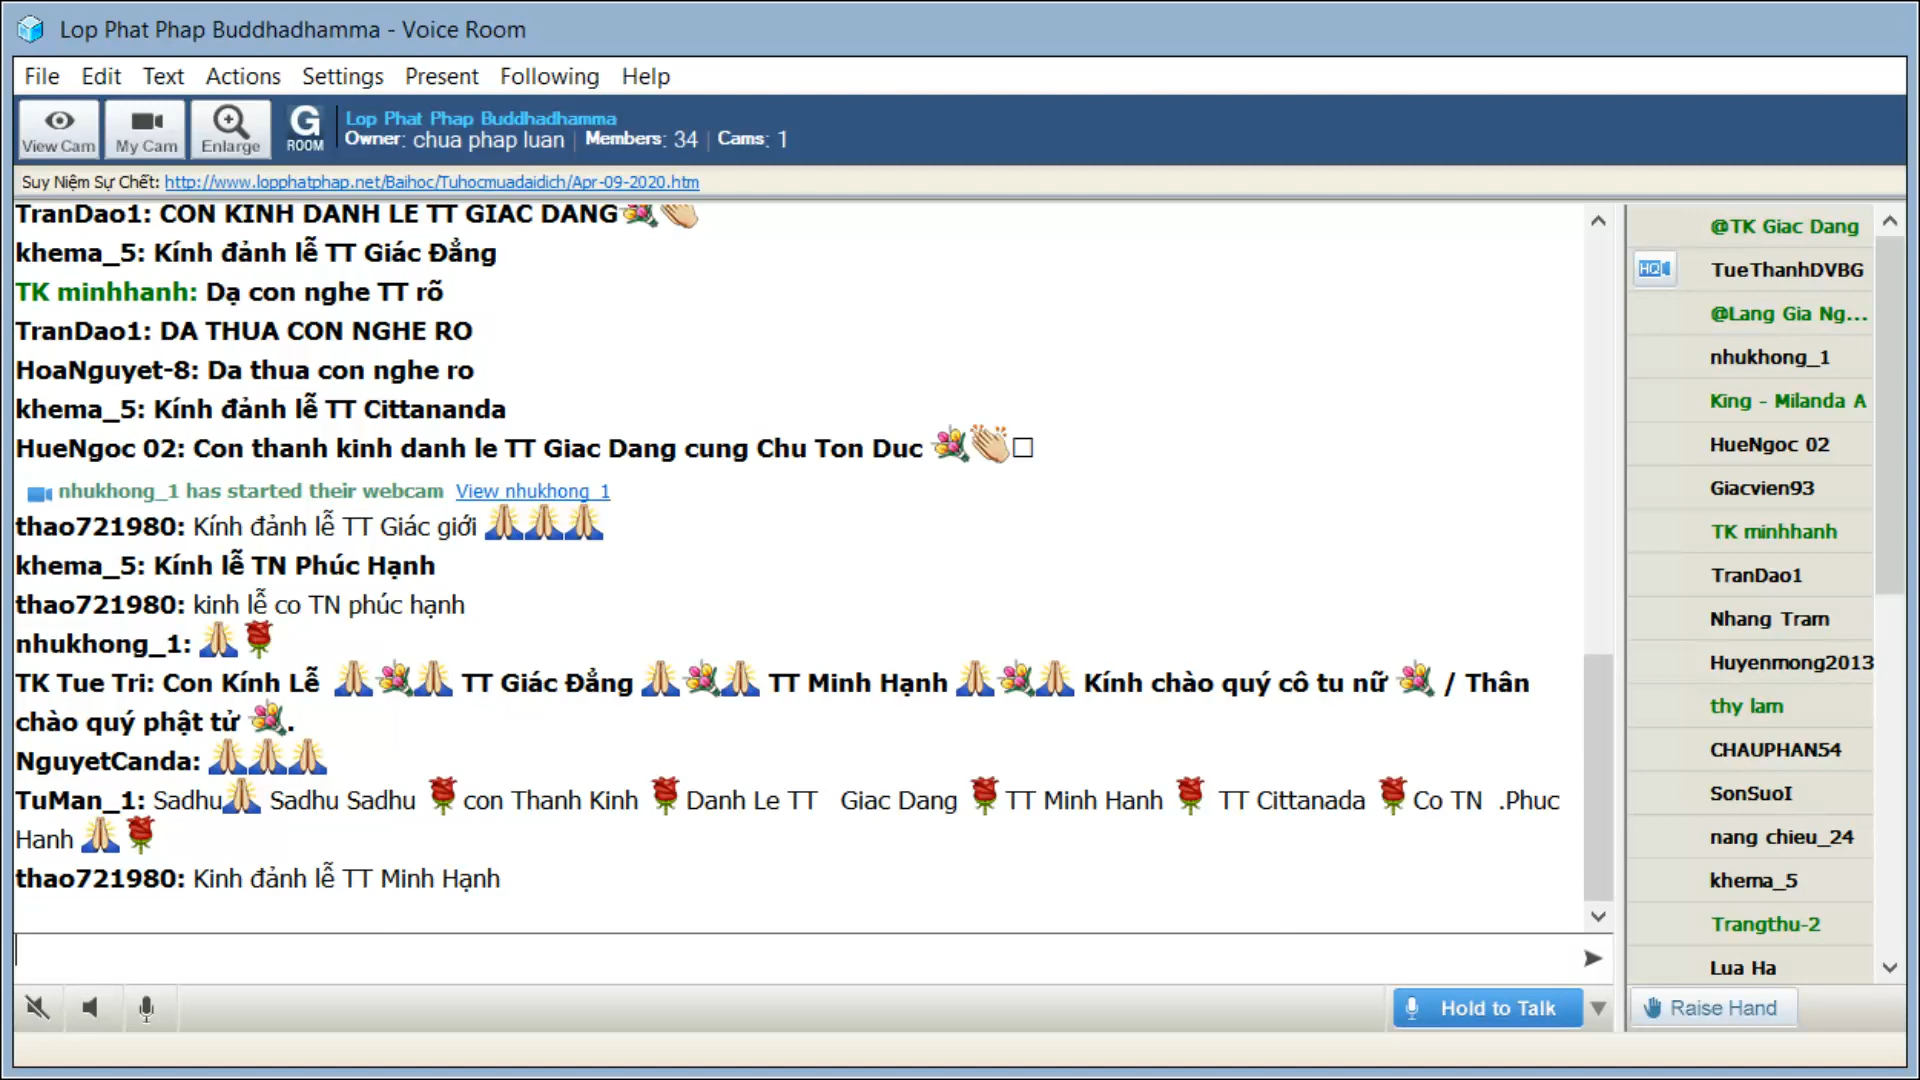 Lop Phat Phap Buddhadhamma - Voice Room
File Edit Text Actions Settings Present Following Help
View Cam My Cam Enlarge G ROOM
Lop Phat Phap Buddhadhamma
Owner: chua phap luan | Members: 34 | Cams: 1
Suy Niệm Sự Chết: http://www.lopphatphap.net/Baihoc/Tuhocmuadaidich/Apr-09-2020.htm
TranDao1: CON KINH DANH LE TT GIAC DANG💐👏
khema_5: Kính đảnh lễ TT Giác Đẳng
TK minhhanh: Dạ con nghe TT rõ
TranDao1: DA THUA CON NGHE RO
HoaNguyet-8: Da thua con nghe ro
khema_5: Kính đảnh lễ TT Cittananda
HueNgoc 02: Con thanh kinh danh le TT Giac Dang cung Chu Ton Duc 💐👏□
nhukhong_1 has started their webcam View nhukhong_1
thao721980: Kính đảnh lễ TT Giác giới 🙏🙏🙏
khema_5: Kính lễ TN Phúc Hạnh
thao721980: kinh lễ co TN phúc hạnh
nhukhong_1: 🙏🌹
TK Tue Tri: Con Kính Lễ 🙏💐🙏 TT Giác Đẳng 🙏💐🙏 TT Minh Hạnh 🙏💐🙏 Kính chào quý cô tu nữ 💐 / Thân
chào quý phật tử 💐.
NguyetCanda: 🙏🙏🙏
TuMan_1: Sadhu🙏 Sadhu Sadhu 🌹con Thanh Kinh 🌹Danh Le TT Giac Dang 🌹TT Minh Hanh 🌹 TT Cittanada 🌹Co TN .Phuc
Hanh 🙏🌹
thao721980: Kinh đảnh lễ TT Minh Hạnh
Hold to Talk
@TK Giac Dang
HQ TueThanhDVBG
@Lang Gia Ng...
nhukhong_1
King - Milanda A
HueNgoc 02
Giacvien93
TK minhhanh
TranDao1
Nhang Tram
Huyenmong2013
thy lam
CHAUPHAN54
SonSuoI
nang chieu_24
khema_5
Trangthu-2
Lua Ha
Raise Hand